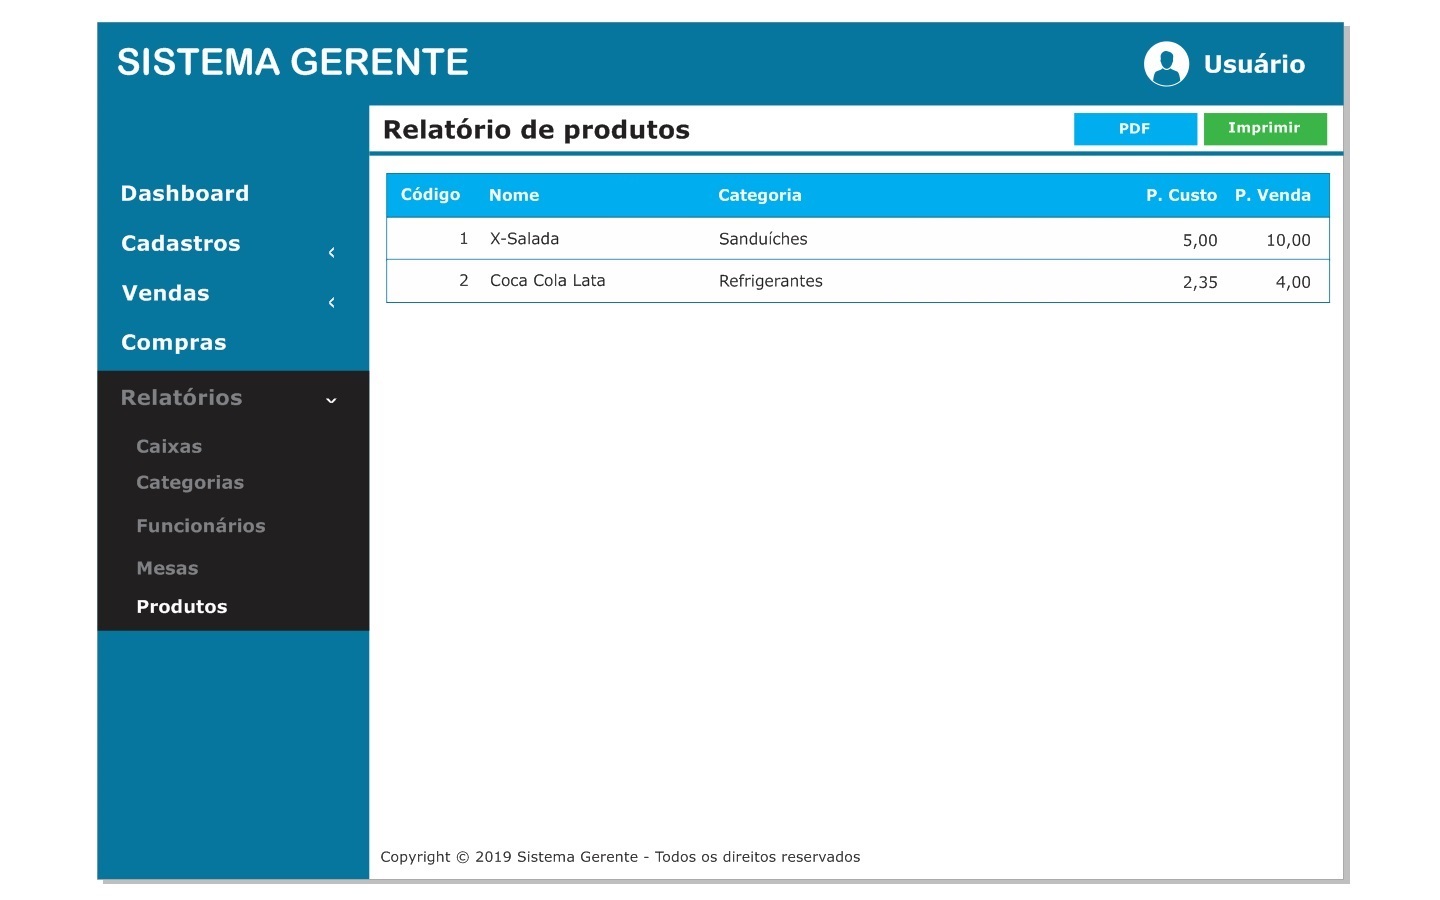 SISTEMA GERENTE
Usuário
Relatório de produtos
PDF
Imprimir
Dashboard
Cadastros
Vendas
Compras
Relatórios
Caixas
Categorias
Funcionários
Mesas
Produtos
Código Nome Categoria P. Custo P. Venda
1 X-Salada Sanduíches 5,00 10,00
2 Coca Cola Lata Refrigerantes 2,35 4,00
Copyright © 2019 Sistema Gerente - Todos os direitos reservados